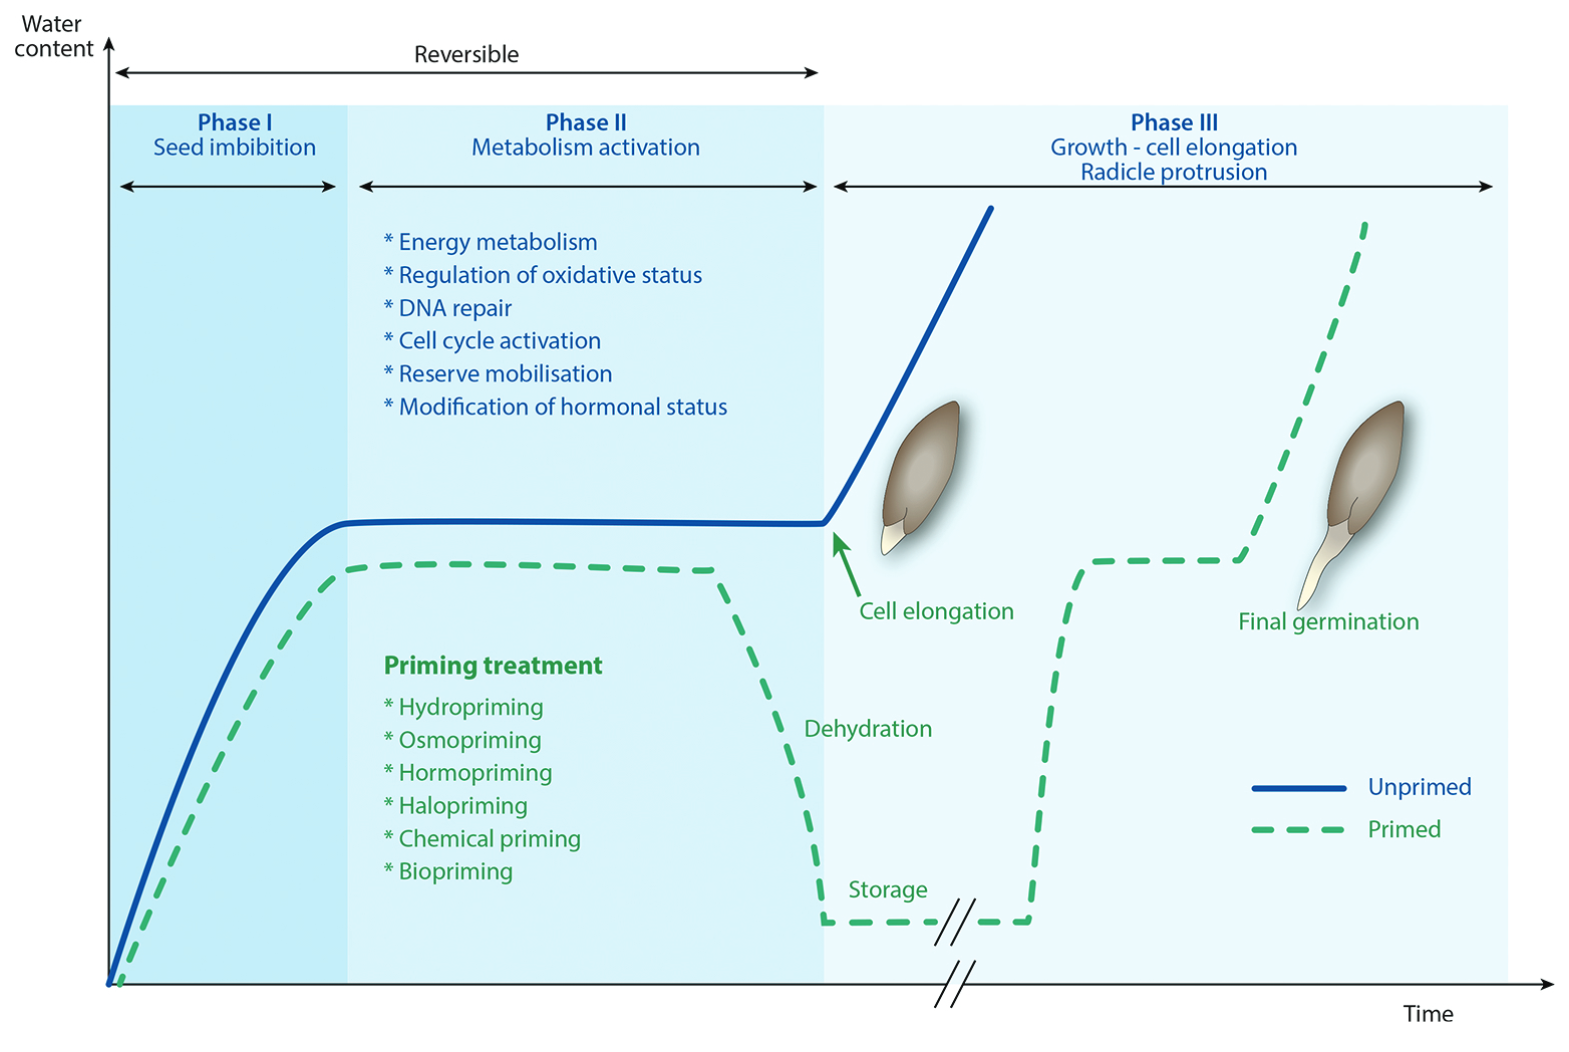 Water
content
Reversible
Phase I
Seed imbibition
Phase II
Metabolism activation
Phase III
Growth - cell elongation
Radicle protrusion
* Energy metabolism
* Regulation of oxidative status
* DNA repair
* Cell cycle activation
* Reserve mobilisation
* Modification of hormonal status
Cell elongation
Final germination
Priming treatment
* Hydropriming
* Osmopriming
* Hormopriming
* Halopriming
* Chemical priming
* Biopriming
Dehydration
Storage
Unprimed
Primed
Time